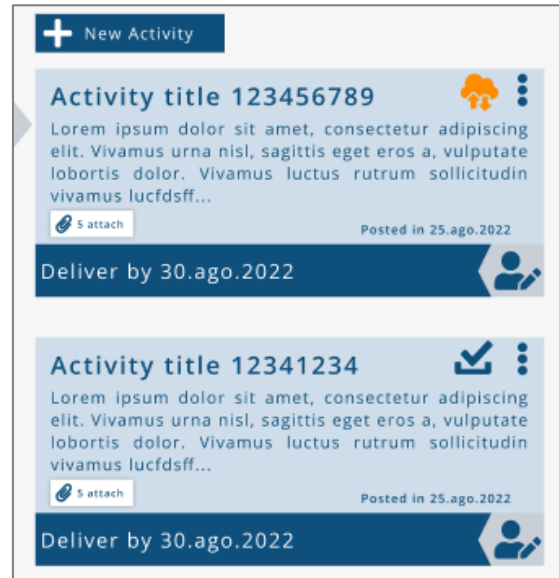 New Activity
Activity title 123456789
Lorem ipsum dolor sit amet, consectetur adipiscing
elit. Vivamus urna nisl, sagittis eget eros a, vulputate
lobortis dolor. Vivamus luctus rutrum sollicitudin
vivamus lucfdsff...
5 attach
Posted in 25.ago.2022
Deliver by 30.ago.2022
Activity title 12341234
Lorem ipsum dolor sit amet, consectetur adipiscing
elit. Vivamus urna nisl, sagittis eget eros a, vulputate
lobortis dolor. Vivamus luctus rutrum sollicitudin
vivamus lucfdsff...
5 attach
Posted in 25.ago.2022
Deliver by 30.ago.2022